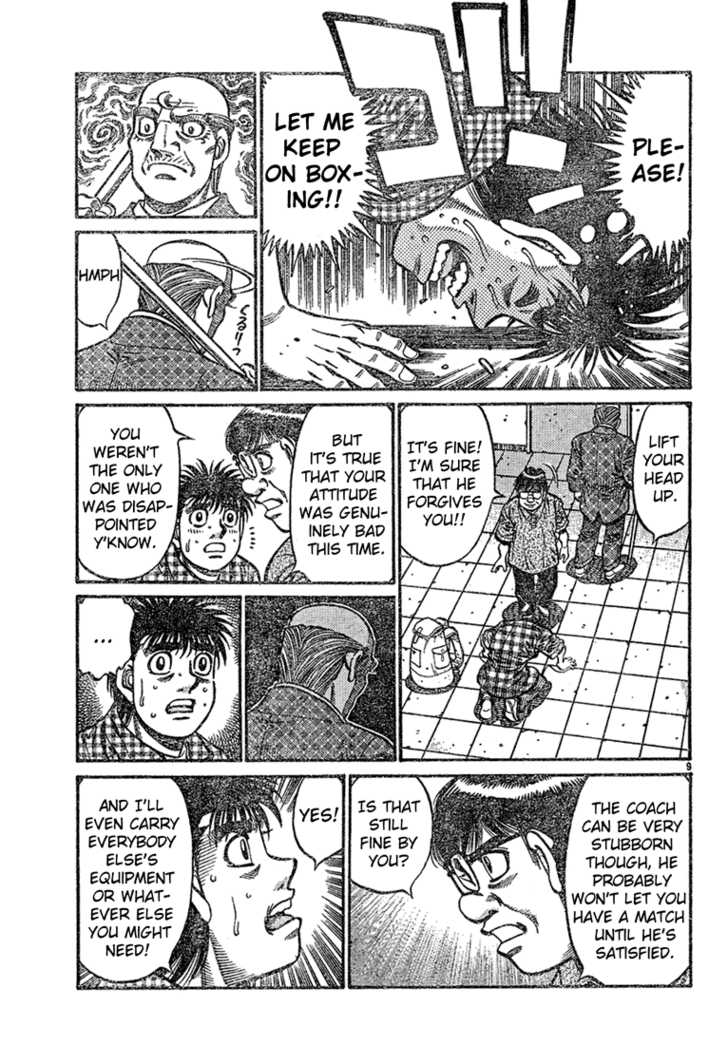 PLE-
ASE!
LET ME
KEEP
ON BOX-
ING!!
HMPH
くるりっ
LIFT
YOUR
HEAD
UP.
IT'S FINE!
I'M SURE
THAT HE
FORGIVES
YOU!!
BUT
IT'S TRUE
THAT YOUR
ATTITUDE
WAS GENU-
INELY BAD
THIS TIME.
YOU
WEREN'T
THE ONLY
ONE WHO
WAS DISAP-
POINTED
Y'KNOW.
...
9
THE COACH
CAN BE VERY
STUBBORN
THOUGH, HE
PROBABLY
WON'T LET YOU
HAVE A MATCH
UNTIL HE'S
SATISFIED.
IS THAT
STILL
FINE BY
YOU?
YES!
AND I'LL
EVEN CARRY
EVERYBODY
ELSE'S
EQUIPMENT
OR WHAT-
EVER ELSE
YOU MIGHT
NEED!